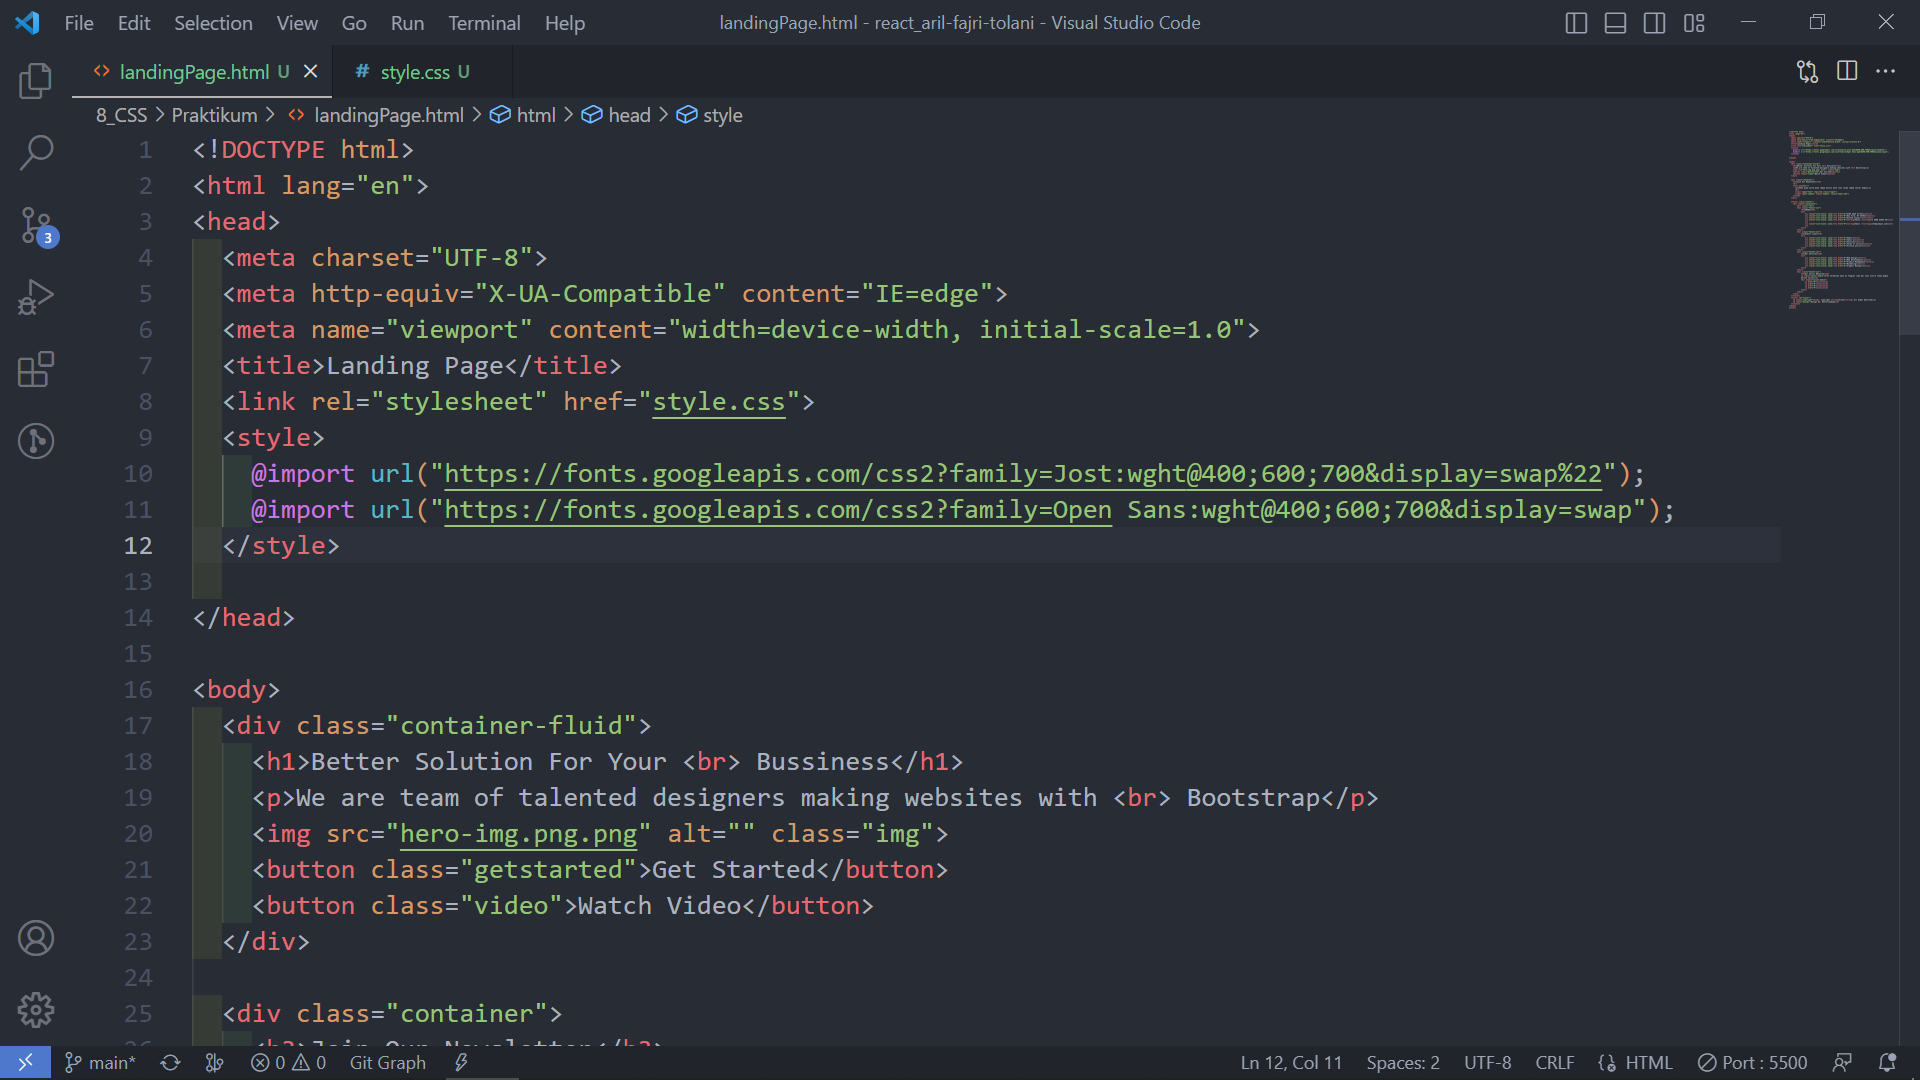 File Edit Selection View Go Run Terminal Help
landingPage.html - react_aril-fajri-tolani - Visual Studio Code
landingPage.html U
# style.css U
8_CSS > Praktikum > landingPage.html > html > head > style
3
1 <!DOCTYPE html>
2 <html lang="en">
3 <head>
4 <meta charset="UTF-8">
5 <meta http-equiv="X-UA-Compatible" content="IE=edge">
6 <meta name="viewport" content="width=device-width, initial-scale=1.0">
7 <title>Landing Page</title>
8 <link rel="stylesheet" href="style.css">
9 <style>
10 @import url("https://fonts.googleapis.com/css2?family=Jost:wght@400;600;700&display=swap%22");
11 @import url("https://fonts.googleapis.com/css2?family=Open Sans:wght@400;600;700&display=swap");
12 </style>
13
14 </head>
15
16 <body>
17 <div class="container-fluid">
18 <h1>Better Solution For Your <br> Bussiness</h1>
19 <p>We are team of talented designers making websites with <br> Bootstrap</p>
20 <img src="hero-img.png.png" alt="" class="img">
21 <button class="getstarted">Get Started</button>
22 <button class="video">Watch Video</button>
23 </div>
24
25 <div class="container">
26 <h3>Join Our Newsletter</h3>
main* 0 0 Git Graph
Ln 12, Col 11 Spaces: 2 UTF-8 CRLF HTML Port : 5500